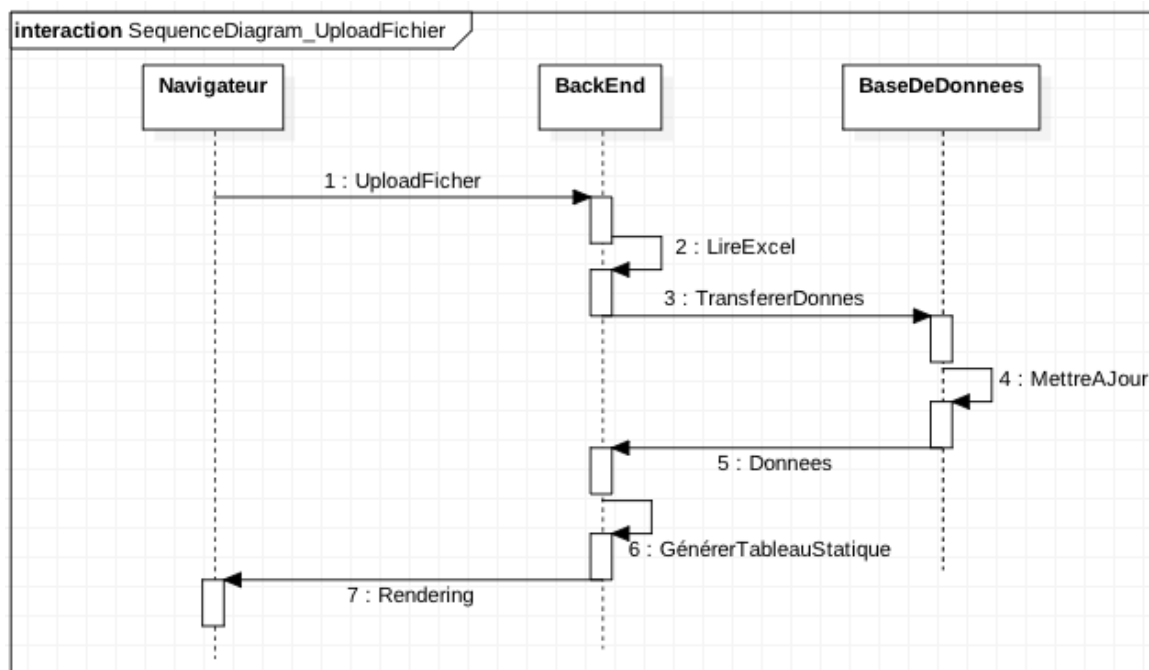 interaction SequenceDiagram_UploadFichier
Navigateur
BackEnd
BaseDeDonnees
1 : UploadFicher
2 : LireExcel
3 : TransfererDonnes
4 : MettreAJour
5 : Donnees
6 : GénérerTableauStatique
7 : Rendering